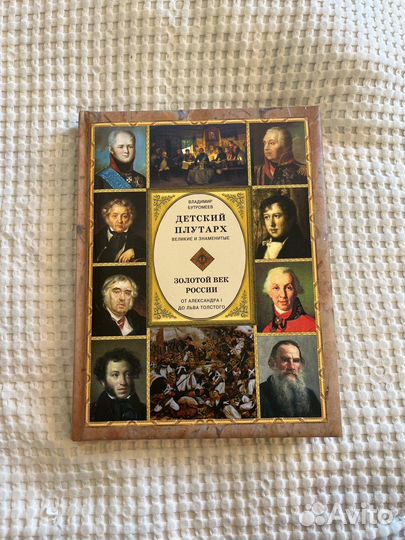 ВЛАДИМИР
БУТРОМЕЕВ
ДЕТСКИЙ
ПЛУТАРХ
ВЕЛИКИЕ И ЗНАМЕНИТЫЕ
ЗОЛОТОЙ ВЕК
РОССИИ
ОТ АЛЕКСАНДРА I
ДО ЛЬВА ТОЛСТОГО
Avito